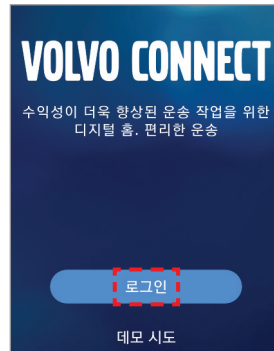 VOLVO CONNECT
수익성이 더욱 향상된 운송 작업을 위한
디지털 홈. 편리한 운송
로그인
데모 시도